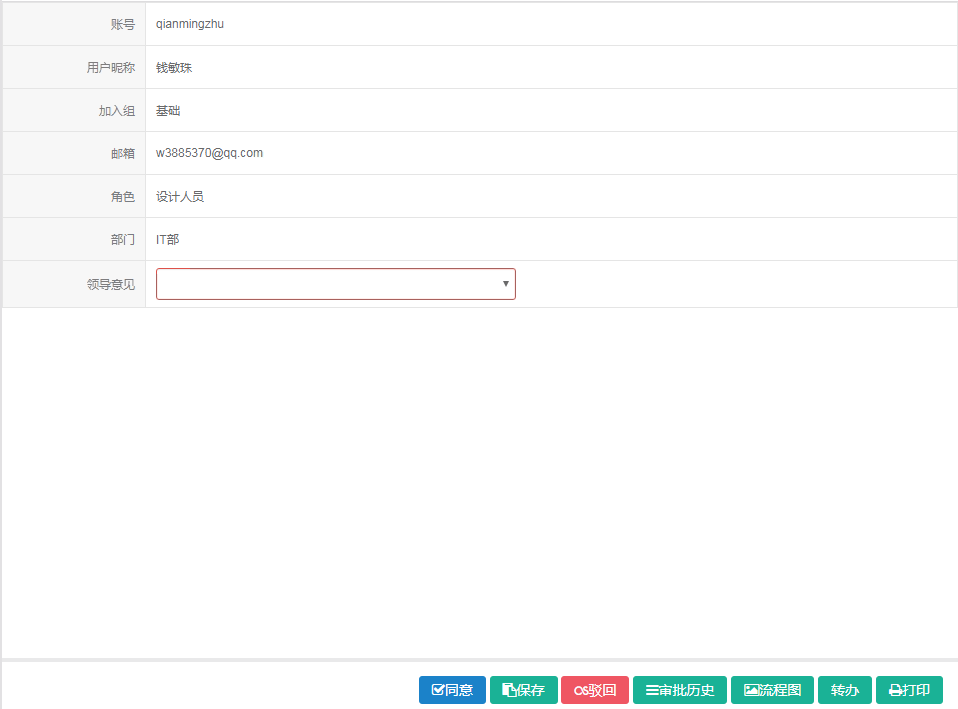 账号 qianmingzhu
用户昵称 钱敏珠
加入组 基础
邮箱 w3885370@qq.com
角色 设计人员
部门 IT部
领导意见
同意 保存 驳回 审批历史 流程图 转办 打印